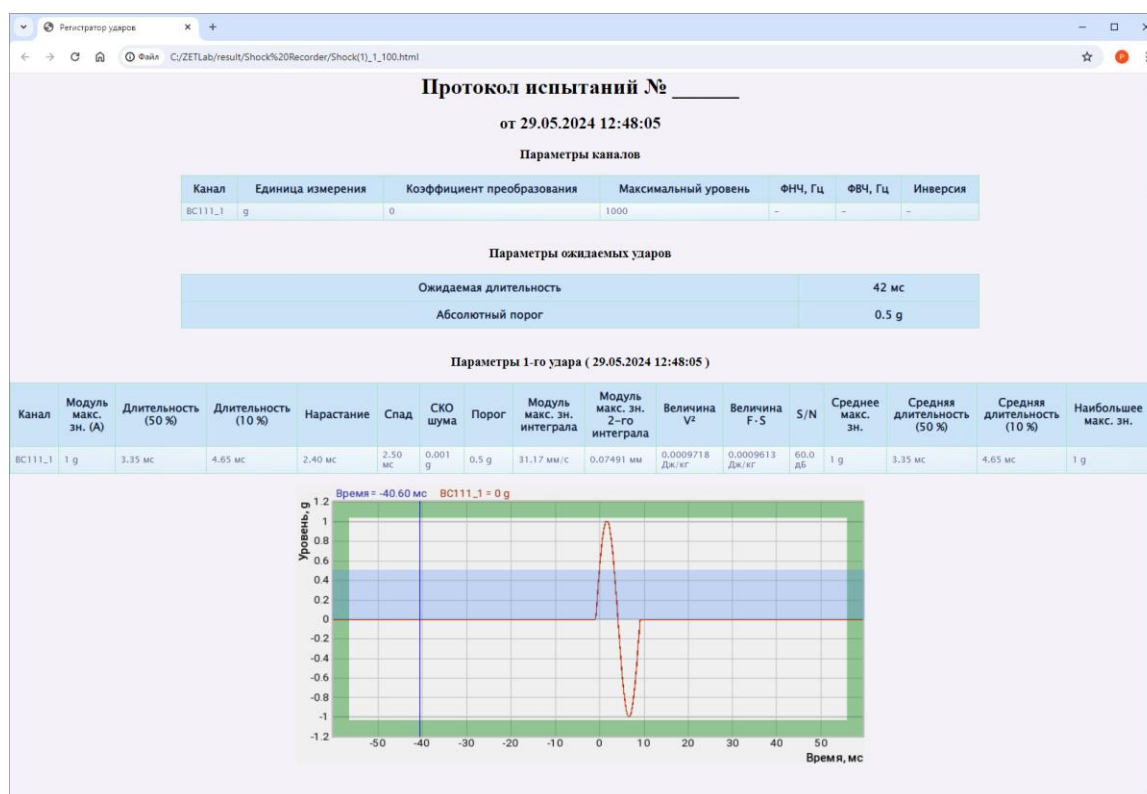 Регистратор ударов
Файл C:/ZETLab/result/Shock%20Recorder/Shock(1)_1_100.html
P
Протокол испытаний № ______
от 29.05.2024 12:48:05
Параметры каналов
Канал Единица измерения Коэффициент преобразования Максимальный уровень ФНЧ, Гц ФВЧ, Гц Инверсия
BC111_1 g 0 1000 – – –
Параметры ожидаемых ударов
Ожидаемая длительность 42 мс
Абсолютный порог 0.5 g
Параметры 1-го удара ( 29.05.2024 12:48:05 )
Канал Модуль макс. зн. (A) Длительность (50 %) Длительность (10 %) Нарастание Спад СКО шума Порог Модуль макс. зн. интеграла Модуль макс. зн. 2-го интеграла Величина V² Величина F·S S/N Среднее макс. зн. Средняя длительность (50 %) Средняя длительность (10 %) Наибольшее макс. зн.
BC111_1 1 g 3.35 мс 4.65 мс 2.40 мс 2.50 мс 0.001 g 0.5 g 31.17 мм/с 0.07491 мм 0.0009718 Дж/кг 0.0009613 Дж/кг 60.0 дБ 1 g 3.35 мс 4.65 мс 1 g
Время = -40.60 мс BC111_1 = 0 g
Уровень, g
1.2
1
0.8
0.6
0.4
0.2
0
-0.2
-0.4
-0.6
-0.8
-1
-1.2
-50 -40 -30 -20 -10 0 10 20 30 40 50
Время, мс